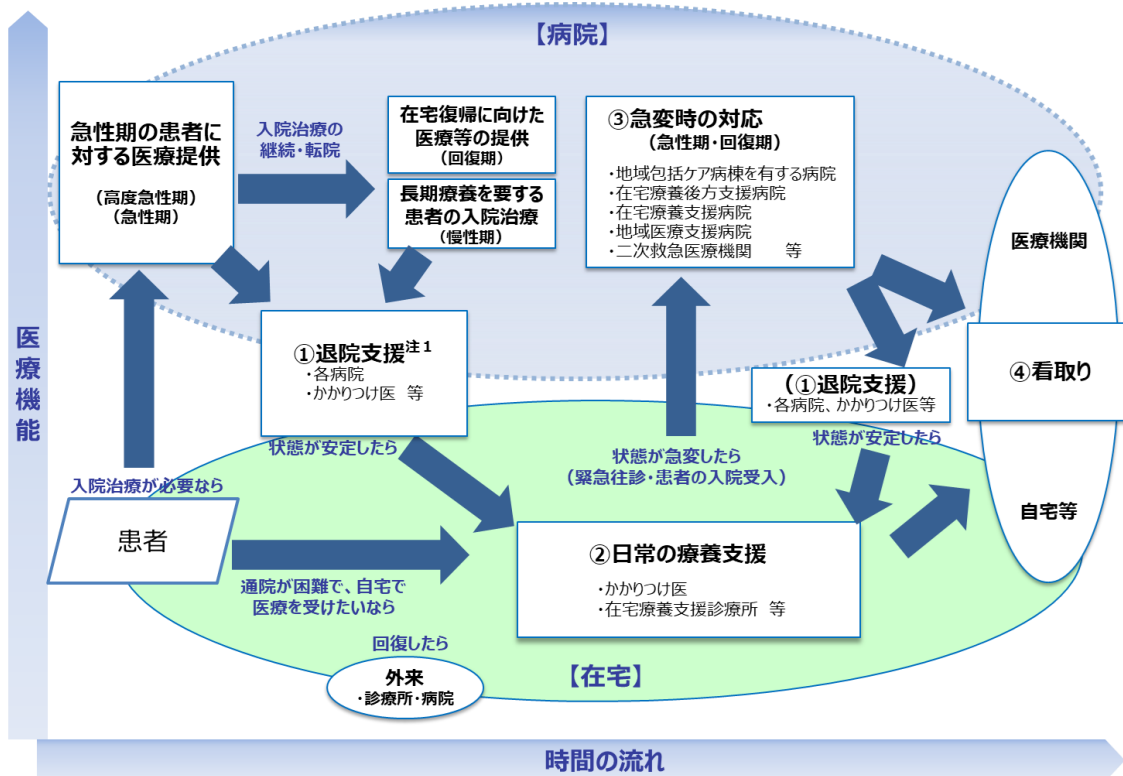 【病院】
急性期の患者に
対する医療提供
(高度急性期)
(急性期)
入院治療の
継続・転院
在宅復帰に向けた
医療等の提供
(回復期)
長期療養を要する
患者の入院治療
(慢性期)
③急変時の対応
(急性期・回復期)
・地域包括ケア病棟を有する病院
・在宅療養後方支援病院
・在宅療養支援病院
・地域医療支援病院
・二次救急医療機関　等
医療機関
④看取り
自宅等
医療機能
①退院支援注1
・各病院
・かかりつけ医 等
状態が安定したら
(①退院支援)
・各病院、かかりつけ医等
状態が安定したら
状態が急変したら
(緊急往診・患者の入院受入)
入院治療が必要なら
患者
通院が困難で、自宅で
医療を受けたいなら
②日常の療養支援
・かかりつけ医
・在宅療養支援診療所 等
回復したら
外来
・診療所・病院
【在宅】
時間の流れ